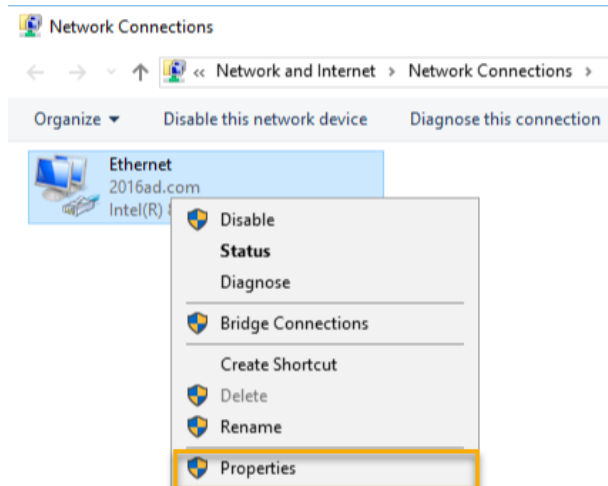 Network Connections
« Network and Internet > Network Connections >
Organize Disable this network device Diagnose this connection
Ethernet
2016ad.com
Intel(R)
Disable
Status
Diagnose
Bridge Connections
Create Shortcut
Delete
Rename
Properties